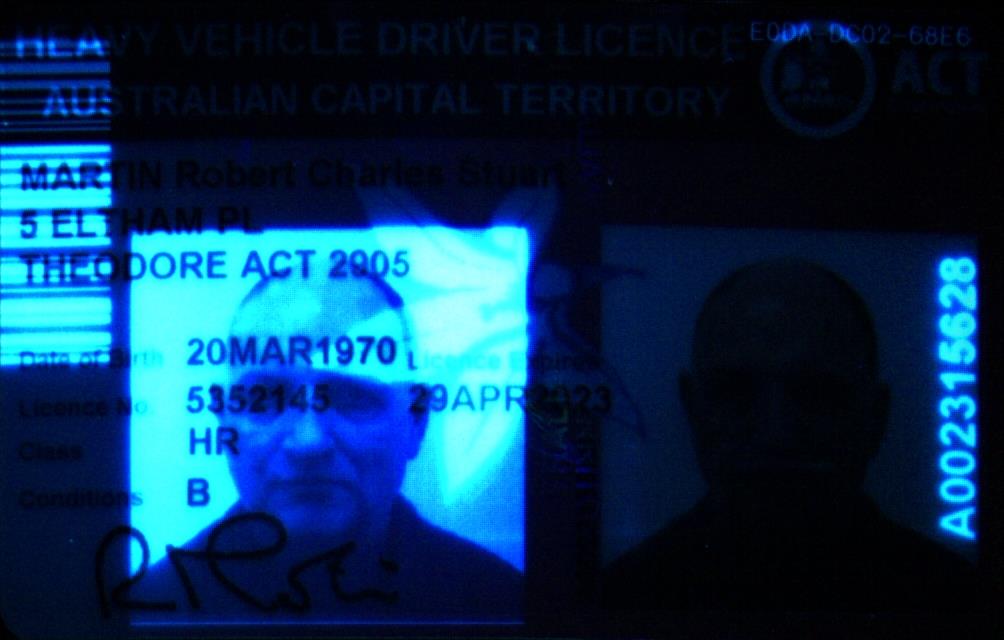 HEAVY VEHICLE DRIVER LICENCE
E0DA-DC02-68E6
AUSTRALIAN CAPITAL TERRITORY
ACT
MARTIN Robert Charles Stuart
5 ELTHAM PL
THEODORE ACT 2905
Date of Birth 20MAR1970 Licence Expires
Licence No. 5352145 29APR2023
Class HR
Conditions B
A002315628